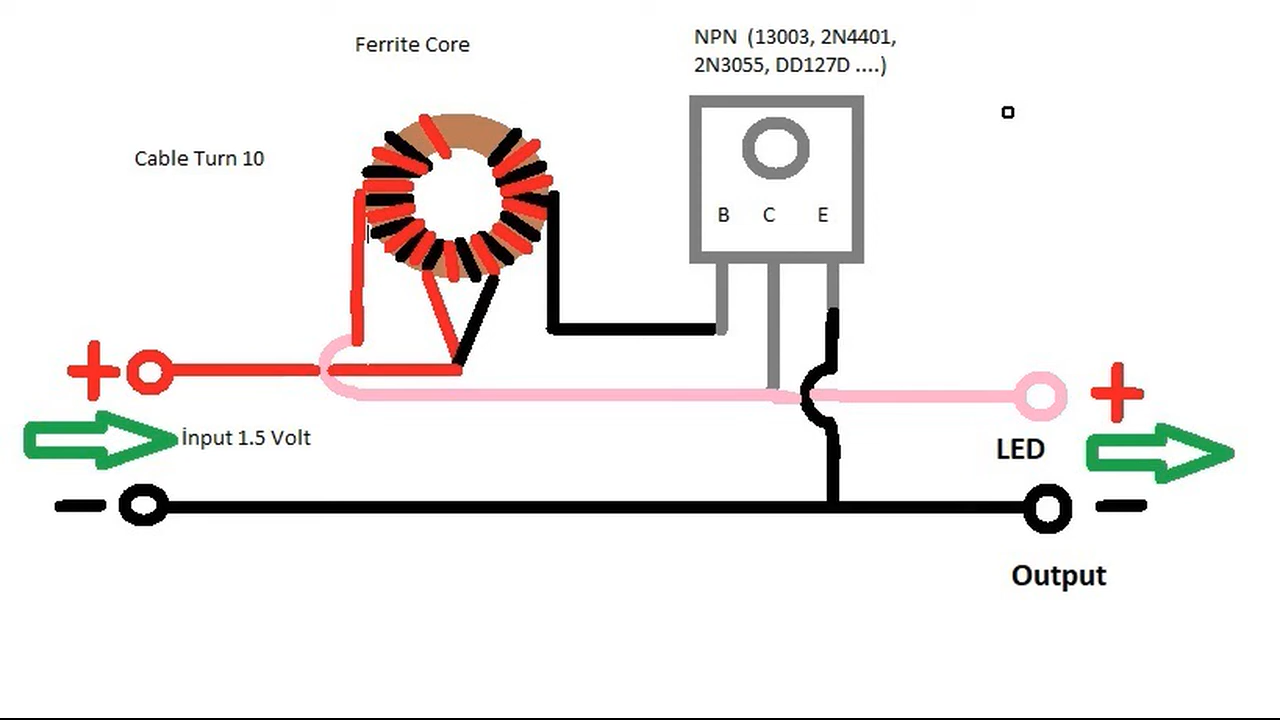 Ferrite Core
NPN (13003, 2N4401,
2N3055, DD127D ....)
Cable Turn 10
B C E
+
+
İnput 1.5 Volt
LED
−
−
Output